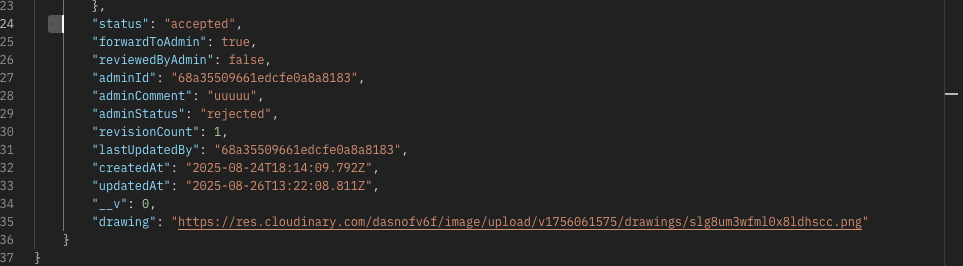 23 },
24 "status": "accepted",
25 "forwardToAdmin": true,
26 "reviewedByAdmin": false,
27 "adminId": "68a35509661edcfe0a8a8183",
28 "adminComment": "uuuuu",
29 "adminStatus": "rejected",
30 "revisionCount": 1,
31 "lastUpdatedBy": "68a35509661edcfe0a8a8183",
32 "createdAt": "2025-08-24T18:14:09.792Z",
33 "updatedAt": "2025-08-26T13:22:08.811Z",
34 "__v": 0,
35 "drawing": "https://res.cloudinary.com/dasnofv6f/image/upload/v1756061575/drawings/slg8um3wfml0x8ldhscc.png"
36 }
37 }